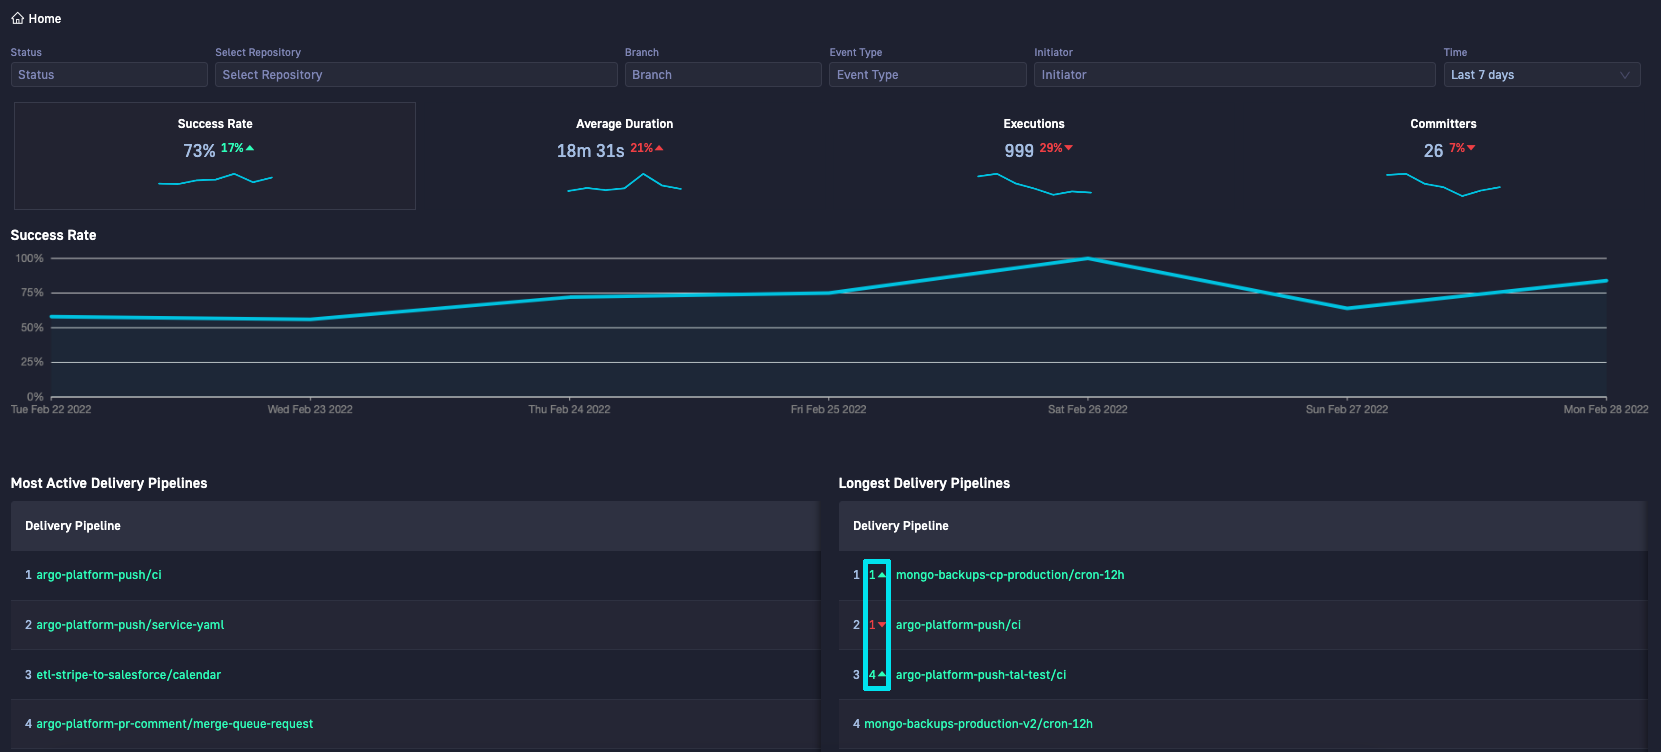 Home
Status Select Repository Branch Event Type Initiator Time
Status Select Repository Branch Event Type Initiator Last 7 days
Success Rate Average Duration Executions Committers
73% 17% 18m 31s 21% 999 29% 26 7%
Success Rate
100%
75%
50%
25%
0%
Tue Feb 22 2022 Wed Feb 23 2022 Thu Feb 24 2022 Fri Feb 25 2022 Sat Feb 26 2022 Sun Feb 27 2022 Mon Feb 28 2022
Most Active Delivery Pipelines
Delivery Pipeline
1 argo-platform-push/ci
2 argo-platform-push/service-yaml
3 etl-stripe-to-salesforce/calendar
4 argo-platform-pr-comment/merge-queue-request
Longest Delivery Pipelines
Delivery Pipeline
1 1 mongo-backups-cp-production/cron-12h
2 1 argo-platform-push/ci
3 4 argo-platform-push-tal-test/ci
4 mongo-backups-production-v2/cron-12h